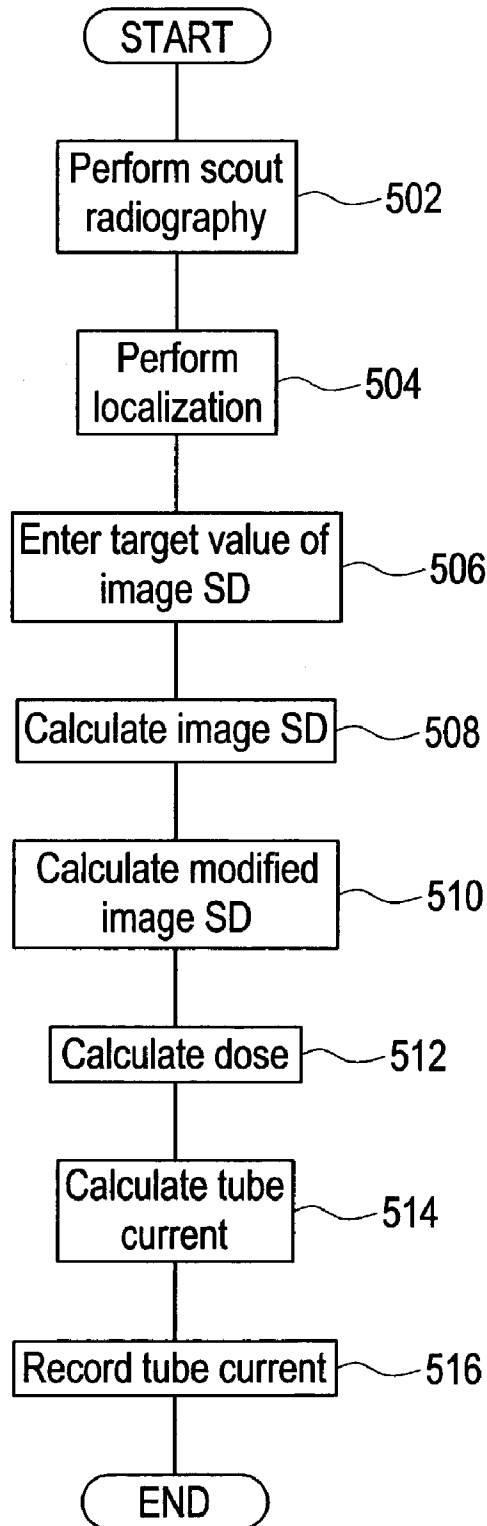 START
Perform scout
radiography
502
Perform
localization
504
Enter target value of
image SD
506
Calculate image SD
508
Calculate modified
image SD
510
Calculate dose
512
Calculate tube
current
514
Record tube current
516
END